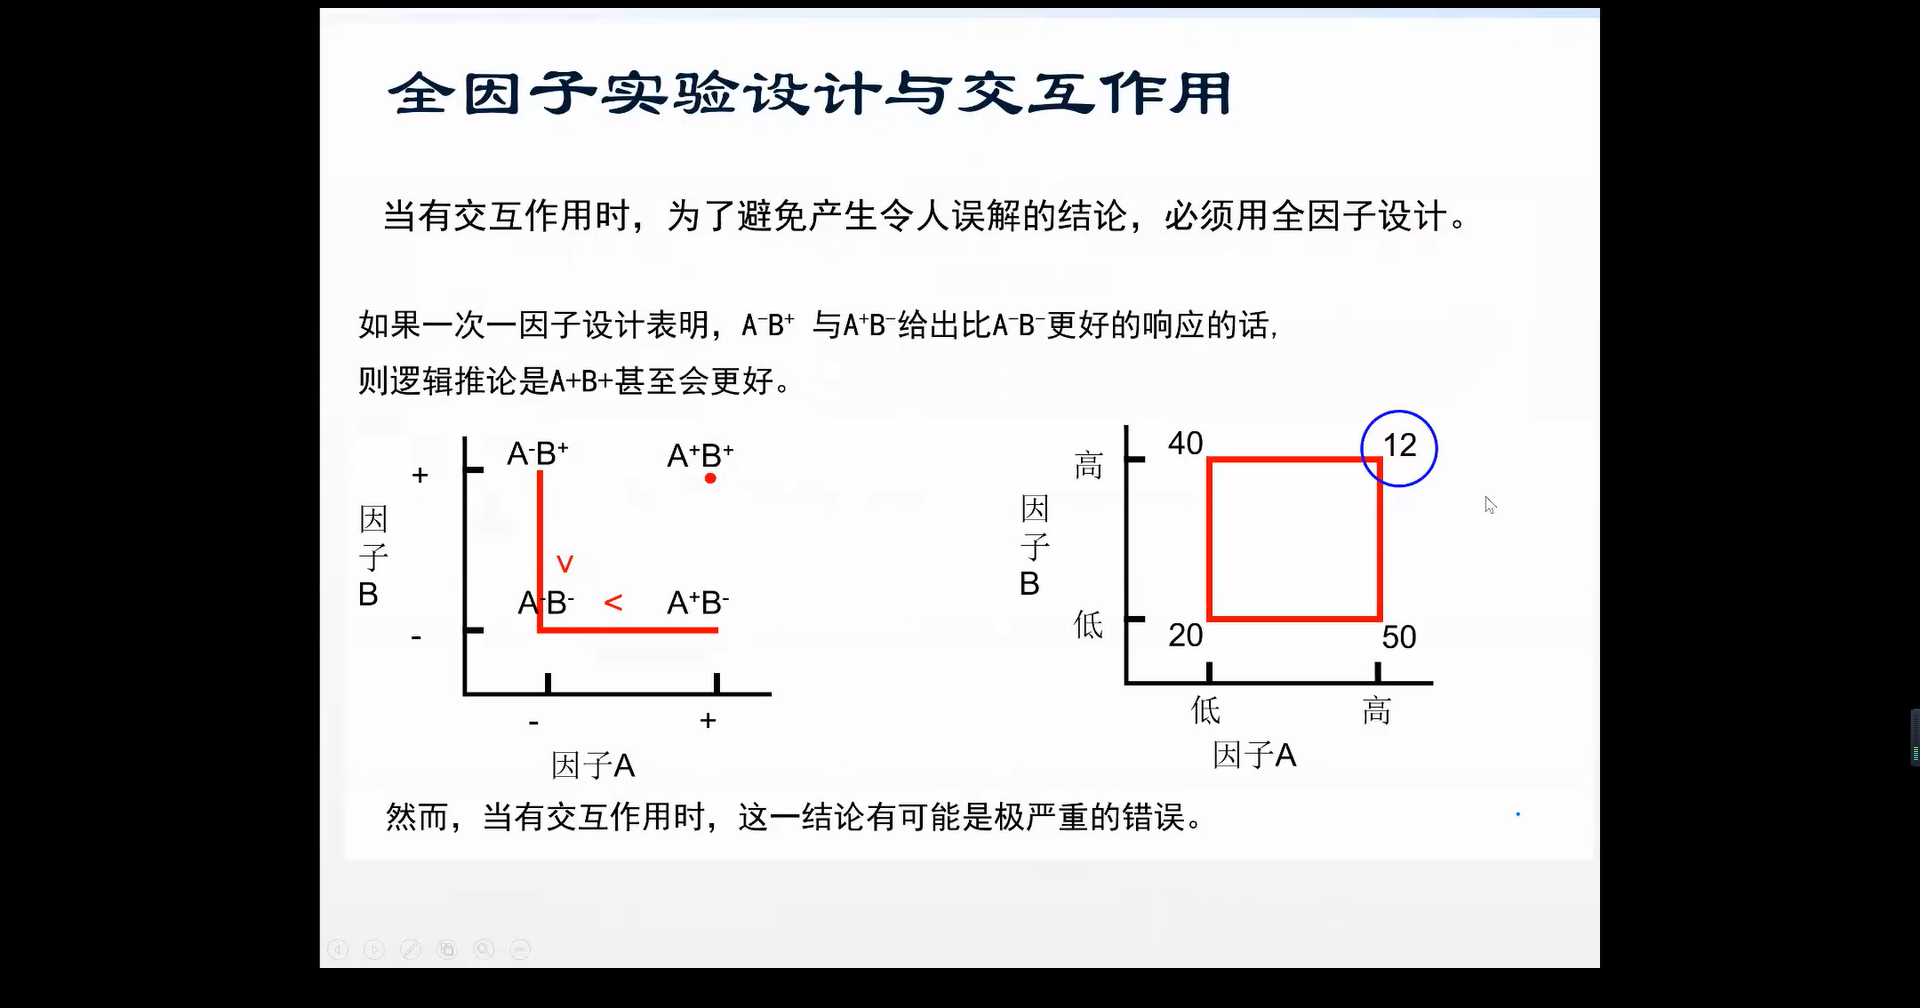 全因子实验设计与交互作用
当有交互作用时，为了避免产生令人误解的结论，必须用全因子设计。
如果一次一因子设计表明，A⁻B⁺ 与A⁺B⁻给出比A⁻B⁻更好的响应的话，
则逻辑推论是A+B+甚至会更好。
A⁻B⁺
A⁺B⁺
+
因
子
B
v
A⁻B⁻
<
A⁺B⁻
-
-
+
因子A
40
12
高
因
子
B
低
20
50
低
高
因子A
然而，当有交互作用时，这一结论有可能是极严重的错误。